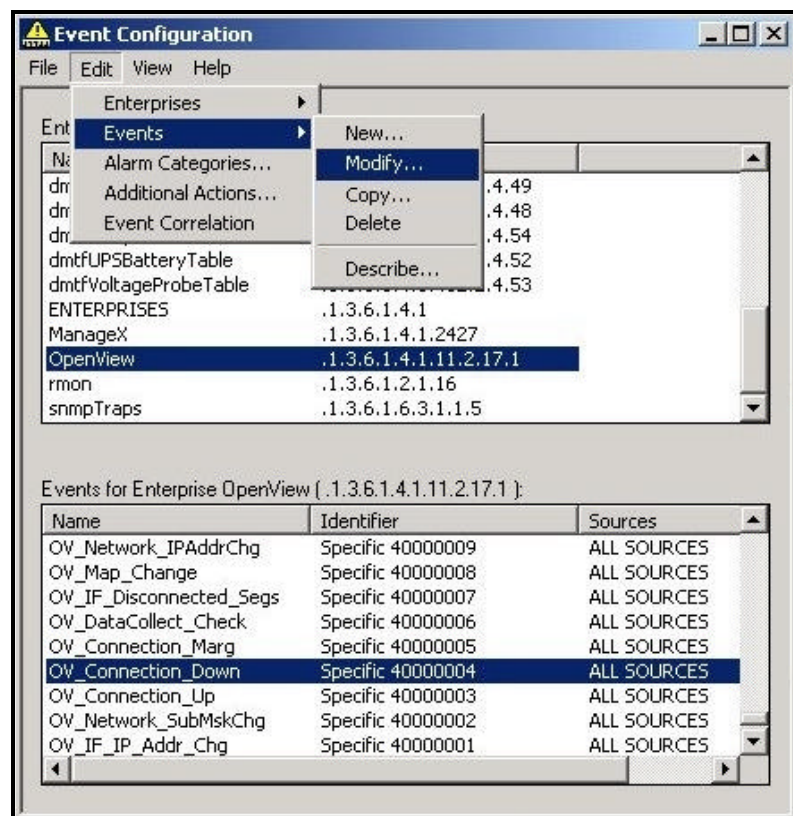 Event Configuration
File Edit View Help
Enterprises
Events
Alarm Categories...
Additional Actions...
Event Correlation
New...
Modify...
Copy...
Delete
Describe...
.4.49
.4.48
.4.54
dmtfUPSBatteryTable .4.52
dmtfVoltageProbeTable .4.53
ENTERPRISES .1.3.6.1.4.1
ManageX .1.3.6.1.4.1.2427
OpenView .1.3.6.1.4.1.11.2.17.1
rmon .1.3.6.1.2.1.16
snmpTraps .1.3.6.1.6.3.1.1.5
Events for Enterprise OpenView ( .1.3.6.1.4.1.11.2.17.1 ):
Name Identifier Sources
OV_Network_IPAddrChg Specific 40000009 ALL SOURCES
OV_Map_Change Specific 40000008 ALL SOURCES
OV_IF_Disconnected_Segs Specific 40000007 ALL SOURCES
OV_DataCollect_Check Specific 40000006 ALL SOURCES
OV_Connection_Marg Specific 40000005 ALL SOURCES
OV_Connection_Down Specific 40000004 ALL SOURCES
OV_Connection_Up Specific 40000003 ALL SOURCES
OV_Network_SubMskChg Specific 40000002 ALL SOURCES
OV_IF_IP_Addr_Chg Specific 40000001 ALL SOURCES